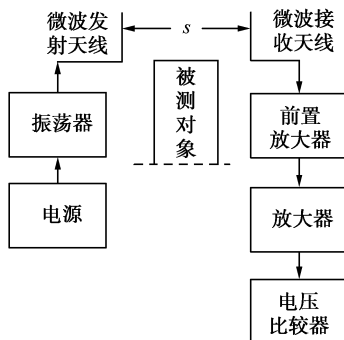 微波发
射天线
s
微波接
收天线
被
测
对
象
振荡器
前置
放大器
电源
放大器
电压
比较器